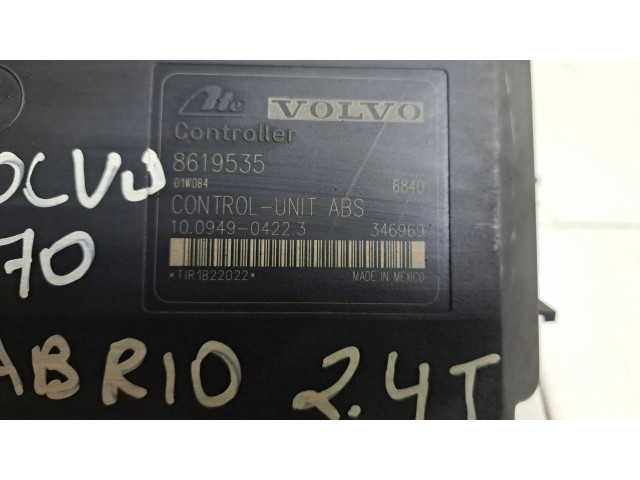 Ate VOLVO
Controller
8619535
01W084 6840
CONTROL-UNIT ABS
10.0949-0422.3 346969
*TIR1B22022* MADE IN MEXICO
OLVO
70
ABRIO 2.4T